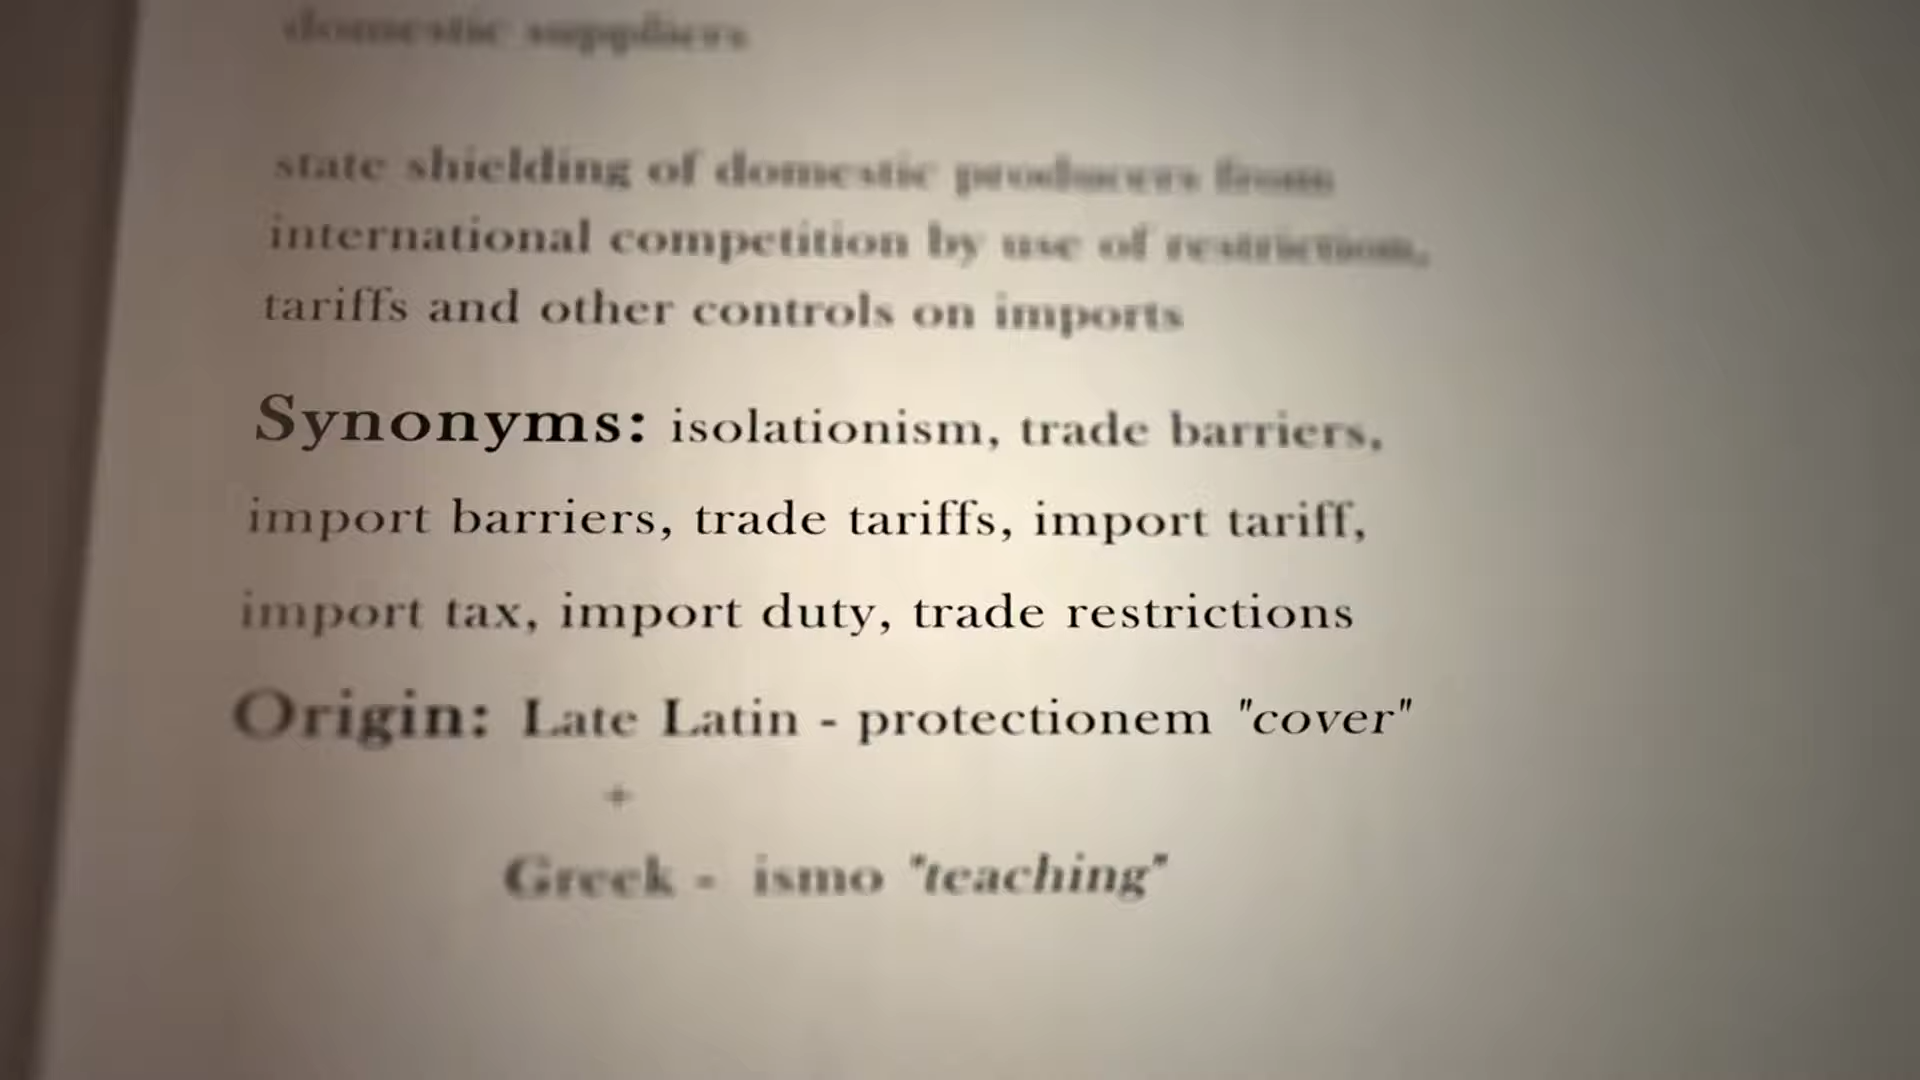 domestic suppliers
state shielding of domestic producers from
international competition by use of restriction,
tariffs and other controls on imports
Synonyms: isolationism, trade barriers,
import barriers, trade tariffs, import tariff,
import tax, import duty, trade restrictions
Origin: Late Latin - protectionem "cover"
+
Greek - ismo "teaching"